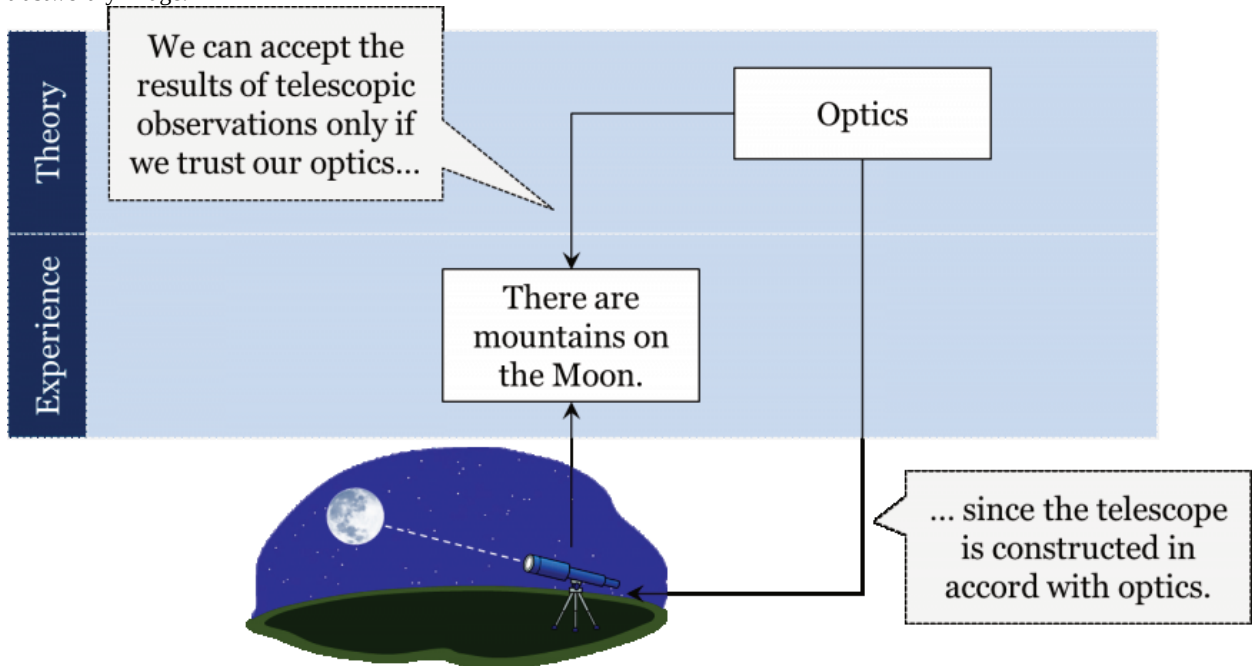 Theory
We can accept the
results of telescopic
observations only if
we trust our optics...
Optics
Experience
There are
mountains on
the Moon.
... since the telescope
is constructed in
accord with optics.